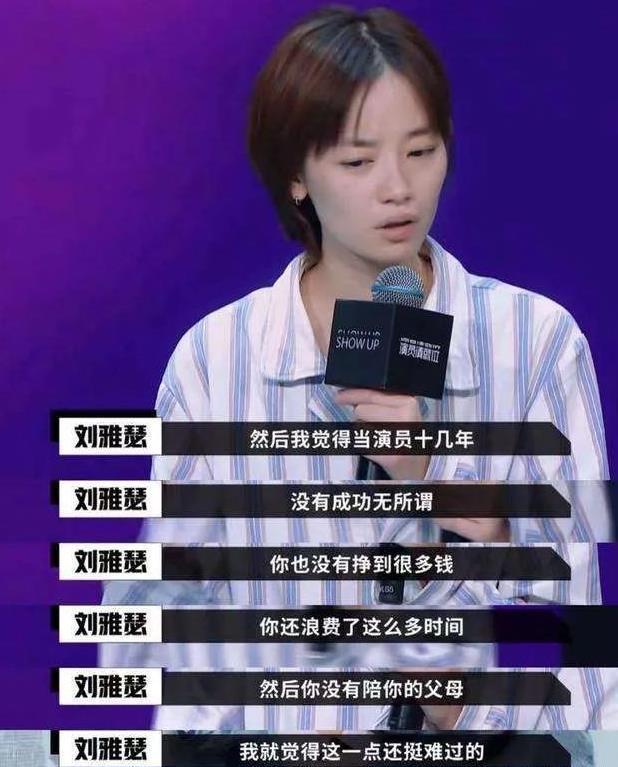 SHOW UP
演员请就位
刘雅瑟 然后我觉得当演员十几年
刘雅瑟 没有成功无所谓
刘雅瑟 你也没有挣到很多钱
刘雅瑟 你还浪费了这么多时间
刘雅瑟 然后你没有陪你的父母
刘雅瑟 我就觉得这一点还挺难过的